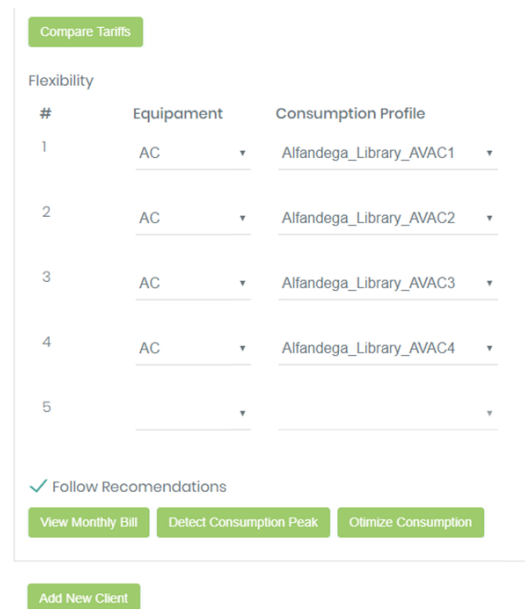 Compare Tariffs
Flexibility
# Equipament Consumption Profile
1 AC Alfandega_Library_AVAC1
2 AC Alfandega_Library_AVAC2
3 AC Alfandega_Library_AVAC3
4 AC Alfandega_Library_AVAC4
5
Follow Recomendations
View Monthly Bill Detect Consumption Peak Otimize Consumption
Add New Client